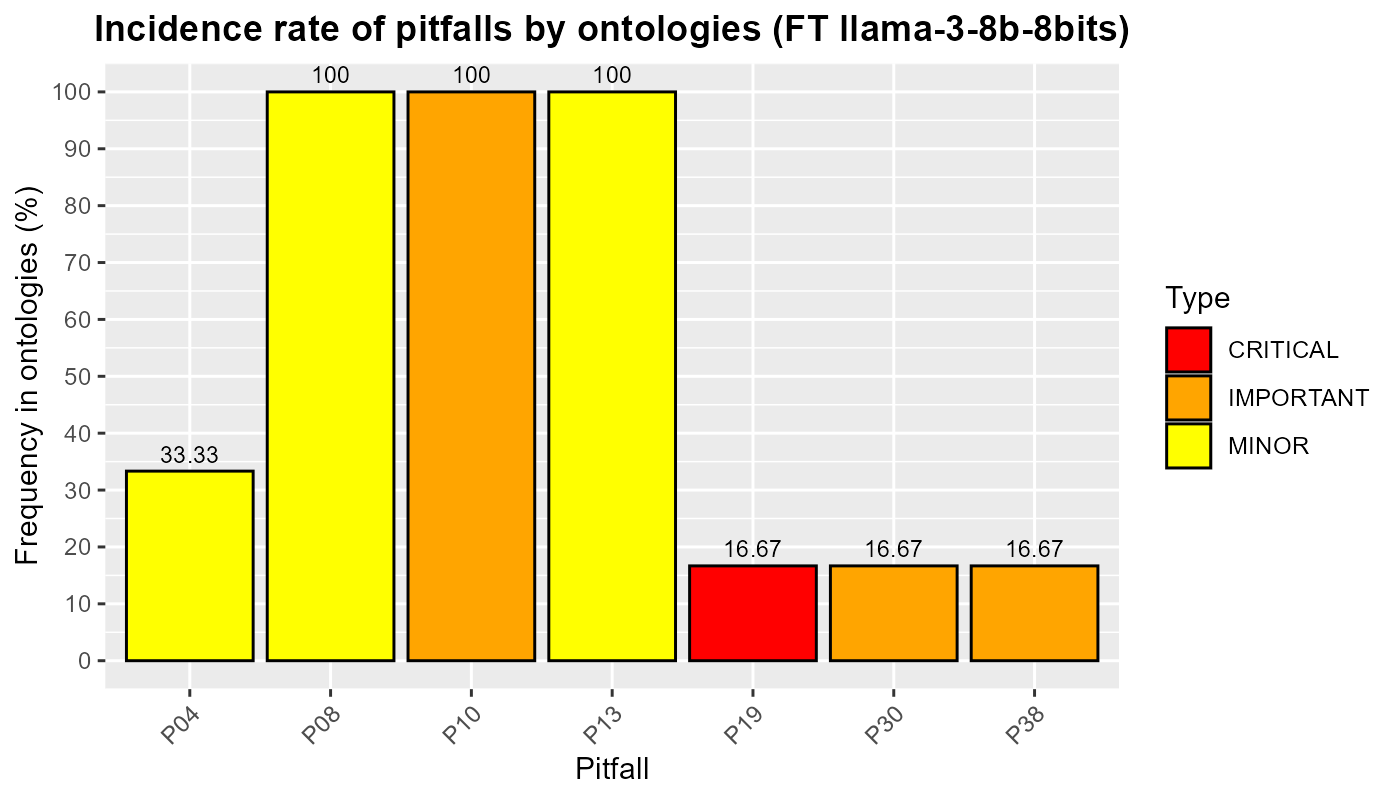 Incidence rate of pitfalls by ontologies (FT llama-3-8b-8bits)
Frequency in ontologies (%)
100
90
80
70
60
50
40
30
20
10
0
33.33
100
100
100
16.67
16.67
16.67
P04
P08
P10
P13
P19
P30
P38
Pitfall
Type
CRITICAL
IMPORTANT
MINOR